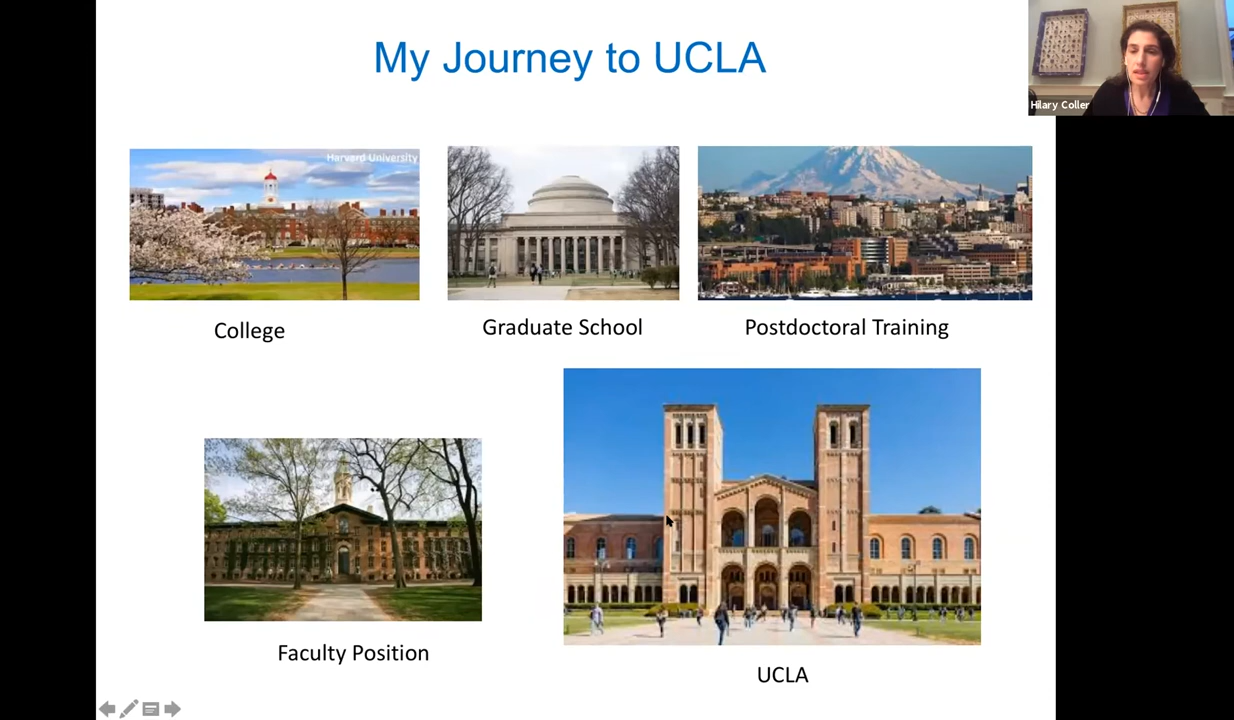 My Journey to UCLA
Hilary Coller
Harvard University
College
Graduate School
Postdoctoral Training
Faculty Position
UCLA